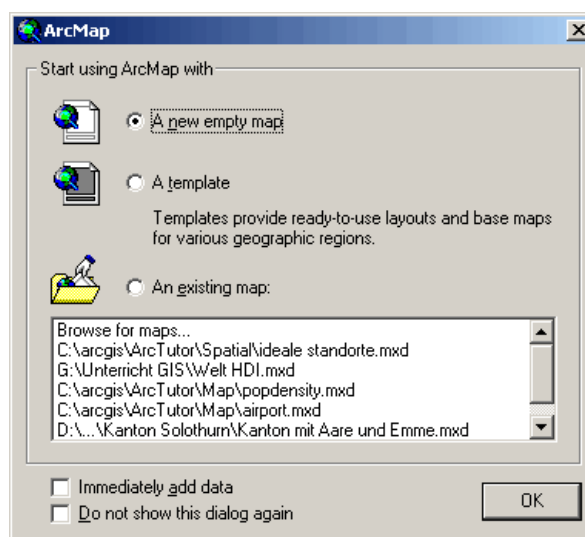 ArcMap
Start using ArcMap with
A new empty map
A template
Templates provide ready-to-use layouts and base maps
for various geographic regions.
An existing map:
Browse for maps...
C:\arcgis\ArcTutor\Spatial\ideale standorte.mxd
G:\Unterricht GIS\Welt HDI.mxd
C:\arcgis\ArcTutor\Map\popdensity.mxd
C:\arcgis\ArcTutor\Map\airport.mxd
D:\...\Kanton Solothurn\Kanton mit Aare und Emme.mxd
Immediately add data
Do not show this dialog again
OK